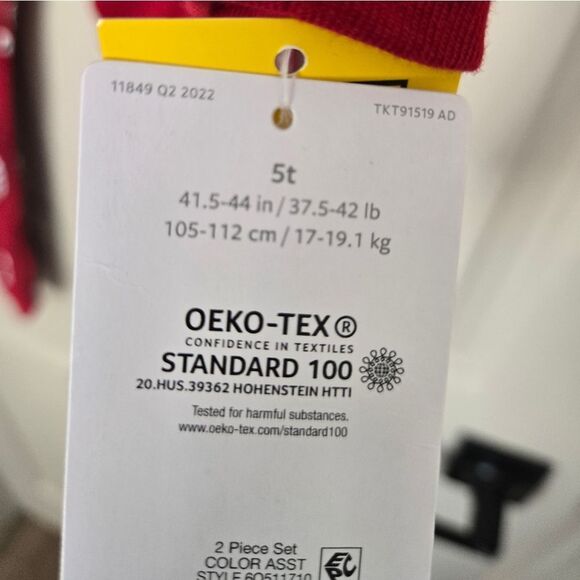 11849 Q2 2022
TKT91519 AD
5t
41.5-44 in / 37.5-42 lb
105-112 cm / 17-19.1 kg
OEKO-TEX®
CONFIDENCE IN TEXTILES
STANDARD 100
20.HUS.39362 HOHENSTEIN HTTI
Tested for harmful substances.
www.oeko-tex.com/standard100
2 Piece Set
COLOR ASST
STYLE 6O511710